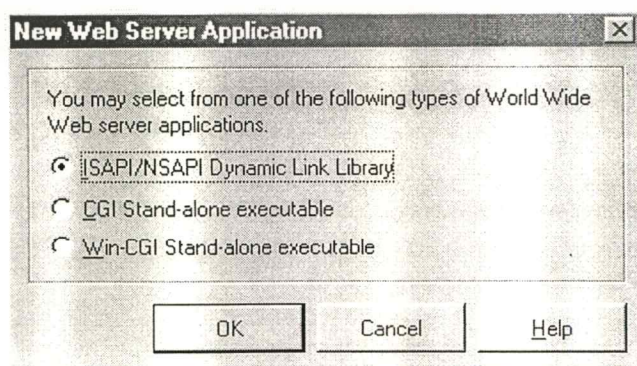 New Web Server Application
You may select from one of the following types of World Wide
Web server applications.
ISAPI/NSAPI Dynamic Link Library
CGI Stand-alone executable
Win-CGI Stand-alone executable
OK Cancel Help